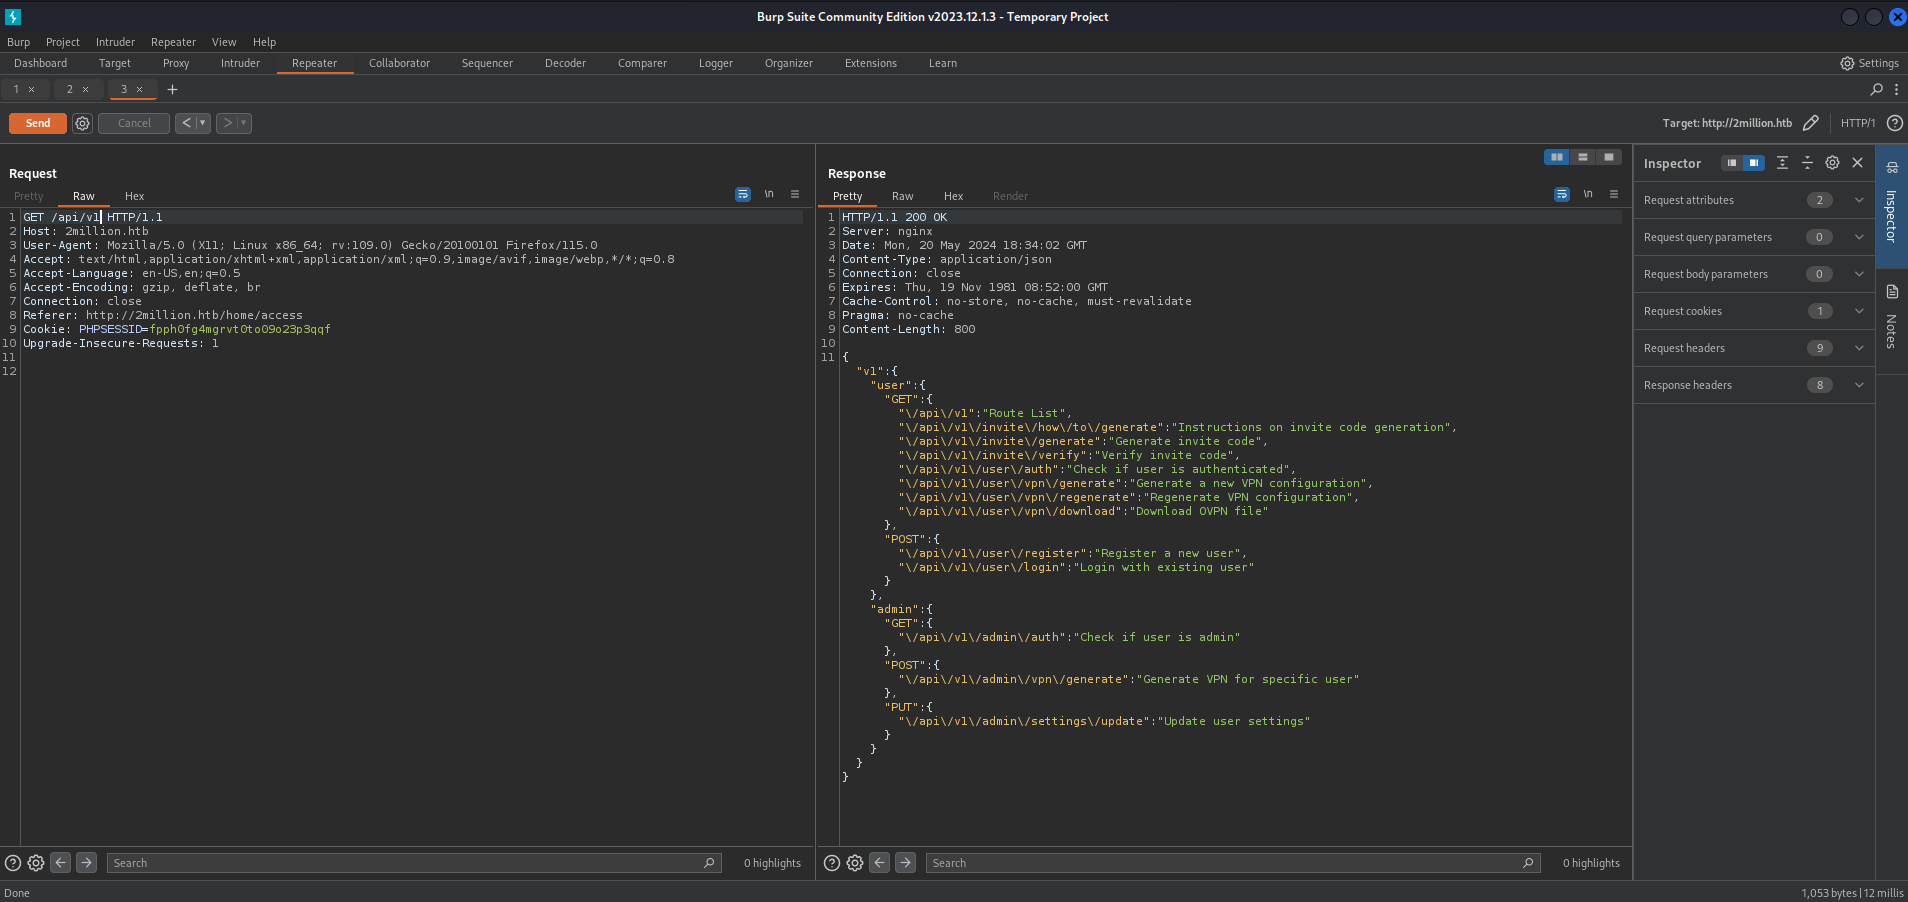 Burp Suite Community Edition v2023.12.1.3 - Temporary Project
Burp Project Intruder Repeater View Help
Dashboard Target Proxy Intruder Repeater Collaborator Sequencer Decoder Comparer Logger Organizer Extensions Learn Settings
1 × 2 × 3 × +
Send Cancel < > Target: http://2million.htb HTTP/1
Request
Pretty Raw Hex \n
1 GET /api/v1 HTTP/1.1
2 Host: 2million.htb
3 User-Agent: Mozilla/5.0 (X11; Linux x86_64; rv:109.0) Gecko/20100101 Firefox/115.0
4 Accept: text/html,application/xhtml+xml,application/xml;q=0.9,image/avif,image/webp,*/*;q=0.8
5 Accept-Language: en-US,en;q=0.5
6 Accept-Encoding: gzip, deflate, br
7 Connection: close
8 Referer: http://2million.htb/home/access
9 Cookie: PHPSESSID=fpph0fg4mgrvt0to09o23p3qqf
10 Upgrade-Insecure-Requests: 1
11
12
Search 0 highlights
Response
Pretty Raw Hex Render \n
1 HTTP/1.1 200 OK
2 Server: nginx
3 Date: Mon, 20 May 2024 18:34:02 GMT
4 Content-Type: application/json
5 Connection: close
6 Expires: Thu, 19 Nov 1981 08:52:00 GMT
7 Cache-Control: no-store, no-cache, must-revalidate
8 Pragma: no-cache
9 Content-Length: 800
10
11 {
"v1":{
"user":{
"GET":{
"\/api\/v1":"Route List",
"\/api\/v1\/invite\/how\/to\/generate":"Instructions on invite code generation",
"\/api\/v1\/invite\/generate":"Generate invite code",
"\/api\/v1\/invite\/verify":"Verify invite code",
"\/api\/v1\/user\/auth":"Check if user is authenticated",
"\/api\/v1\/user\/vpn\/generate":"Generate a new VPN configuration",
"\/api\/v1\/user\/vpn\/regenerate":"Regenerate VPN configuration",
"\/api\/v1\/user\/vpn\/download":"Download OVPN file"
},
"POST":{
"\/api\/v1\/user\/register":"Register a new user",
"\/api\/v1\/user\/login":"Login with existing user"
}
},
"admin":{
"GET":{
"\/api\/v1\/admin\/auth":"Check if user is admin"
},
"POST":{
"\/api\/v1\/admin\/vpn\/generate":"Generate VPN for specific user"
},
"PUT":{
"\/api\/v1\/admin\/settings\/update":"Update user settings"
}
}
}
}
Search 0 highlights
Inspector
Request attributes 2
Request query parameters 0
Request body parameters 0
Request cookies 1
Request headers 9
Response headers 8
Inspector
Notes
Done
1,053 bytes | 12 millis